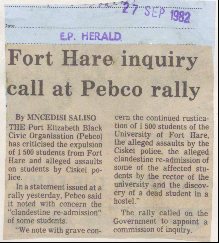 27 SEP 1982
E.P. HERALD
Fort Hare inquiry
call at Pebco rally
By MNCEDISI SALISO
THE Port Elizabeth Black
Civic Organisation (Pebco)
has criticised the expulsion
of 1 500 students from Fort
Hare and alleged assaults
on students by Ciskei po-
lice.
In a statement issued at a
rally yesterday, Pebco said
it noted with concern the
"clandestine re-admission"
of some students.
"We note with grave con-
cern the continued rustica-
tion of 1 500 students of the
University of Fort Hare,
the alleged assaults by the
Ciskei police, the alleged
clandestine re-admission of
some of the affected stu-
dents by the rector of the
university and the discov-
ery of a dead student in a
hostel."
The rally called on the
Government to appoint a
commission of inquiry.